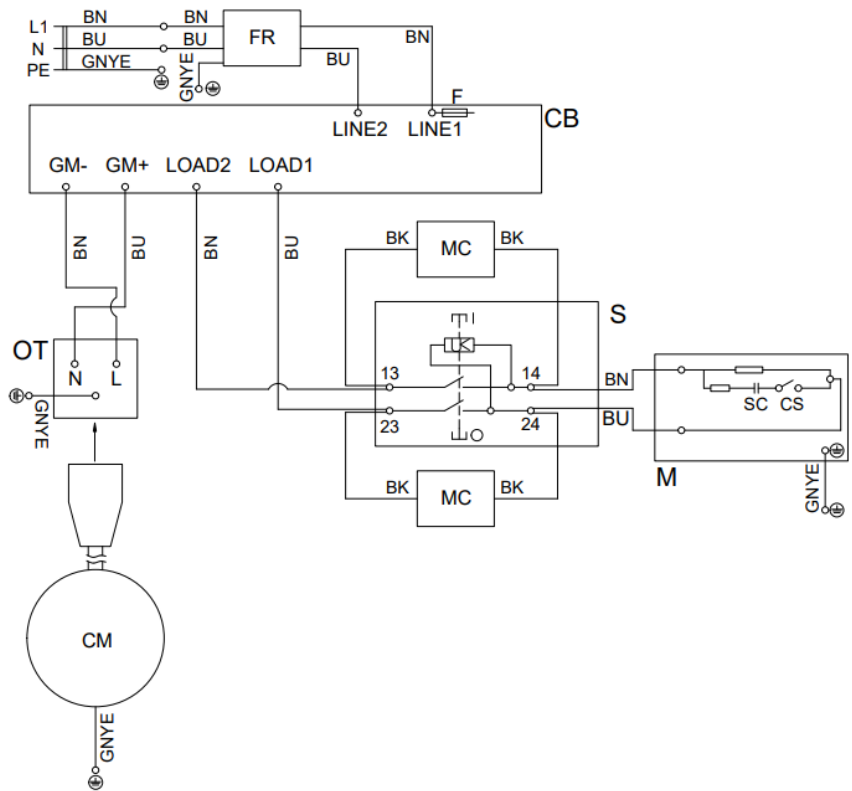 L1 BN BN
N BU BU FR BN
PE GNYE BU
GNYE
F
LINE2 LINE1 CB
GM- GM+ LOAD2 LOAD1
BN BU BN BU
BK MC BK
I
S
OT
N L
13 14
BN
SC CS
GNYE
23 24 BU
O
M
BK MC BK
GNYE
CM
GNYE